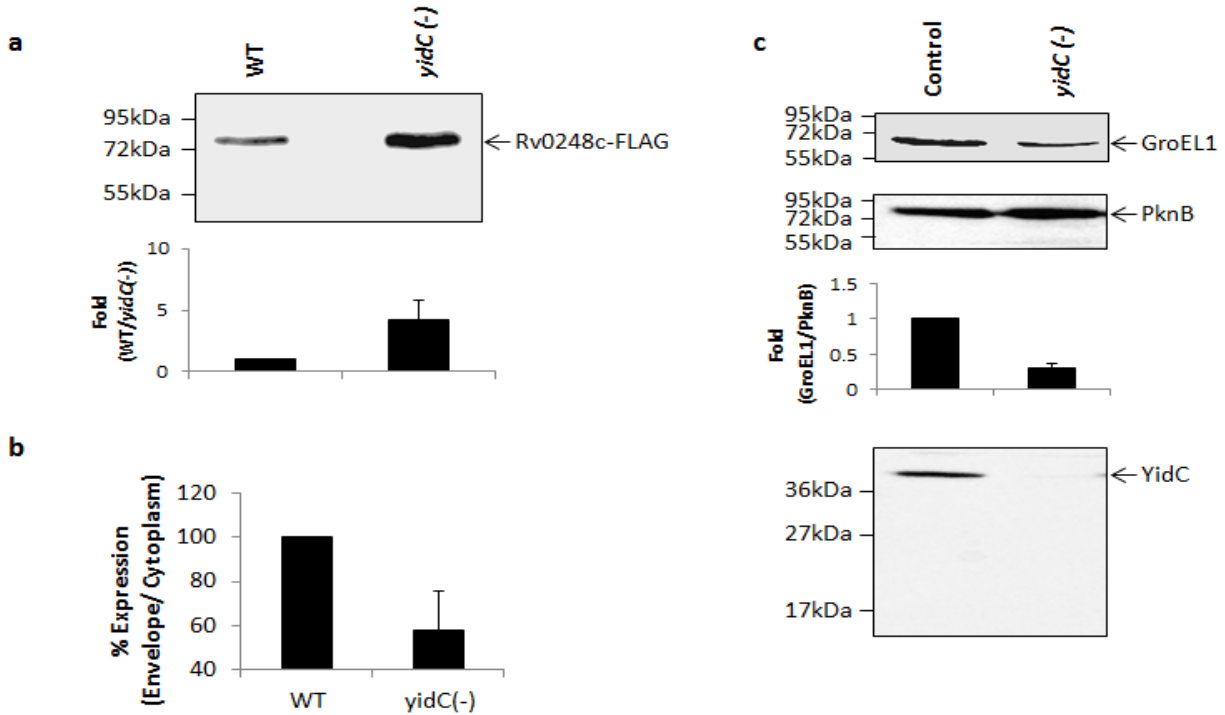 a
WT
yidC (-)
95kDa
72kDa
55kDa
Rv0248c-FLAG
Fold
(WT/yidC(-))
10
5
0
b
% Expression
(Envelope/ Cytoplasm)
120
100
80
60
40
WT
yidC(-)
c
Control
yidC (-)
95kDa
72kDa
55kDa
GroEL1
95kDa
72kDa
55kDa
PknB
Fold
(GroEL1/PknB)
1.5
1
0.5
0
36kDa
27kDa
17kDa
YidC